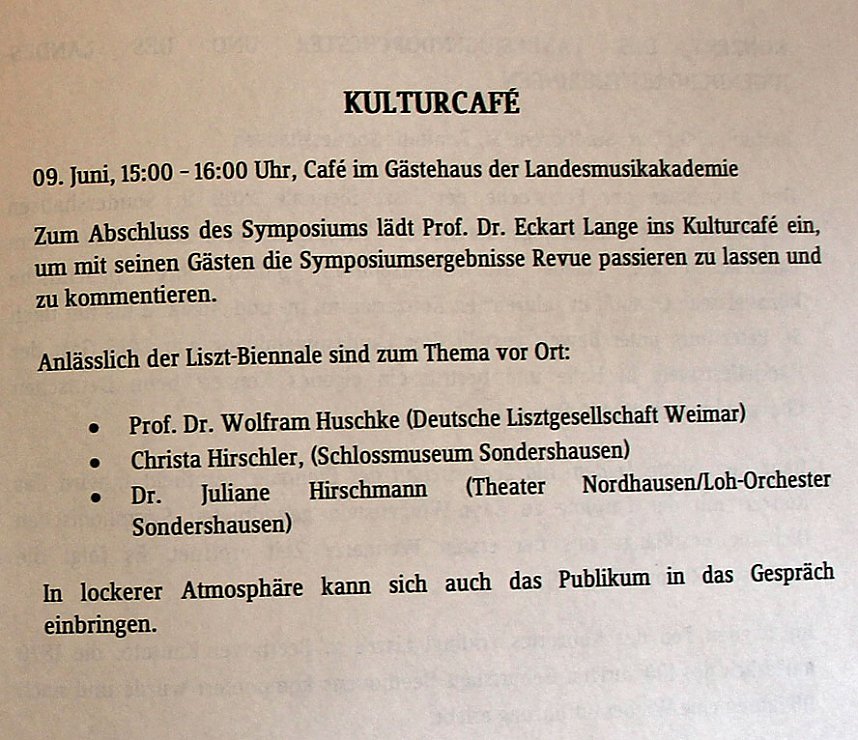 KULTURCAFÉ
09. Juni, 15:00 – 16:00 Uhr, Café im Gästehaus der Landesmusikakademie
Zum Abschluss des Symposiums lädt Prof. Dr. Eckart Lange ins Kulturcafé ein,
um mit seinen Gästen die Symposiumsergebnisse Revue passieren zu lassen und
zu kommentieren.
Anlässlich der Liszt-Biennale sind zum Thema vor Ort:
• Prof. Dr. Wolfram Huschke (Deutsche Lisztgesellschaft Weimar)
• Christa Hirschler, (Schlossmuseum Sondershausen)
• Dr. Juliane Hirschmann (Theater Nordhausen/Loh-Orchester
Sondershausen)
In lockerer Atmosphäre kann sich auch das Publikum in das Gespräch
einbringen.